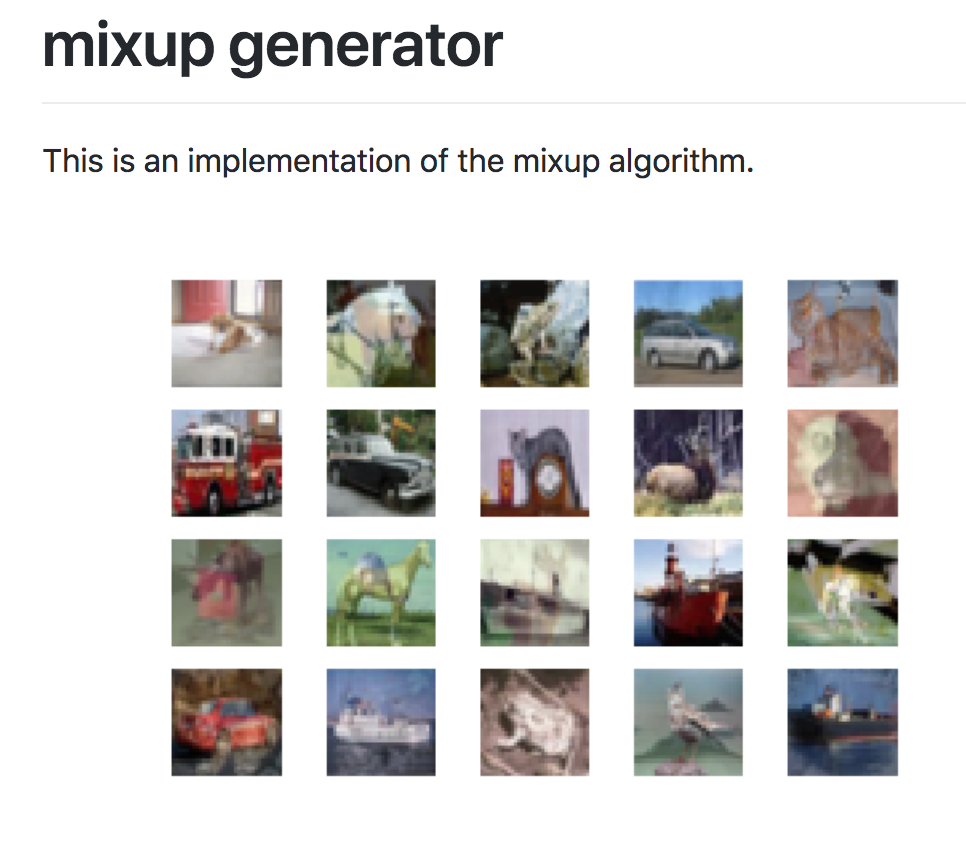 mixup generator
This is an implementation of the mixup algorithm.